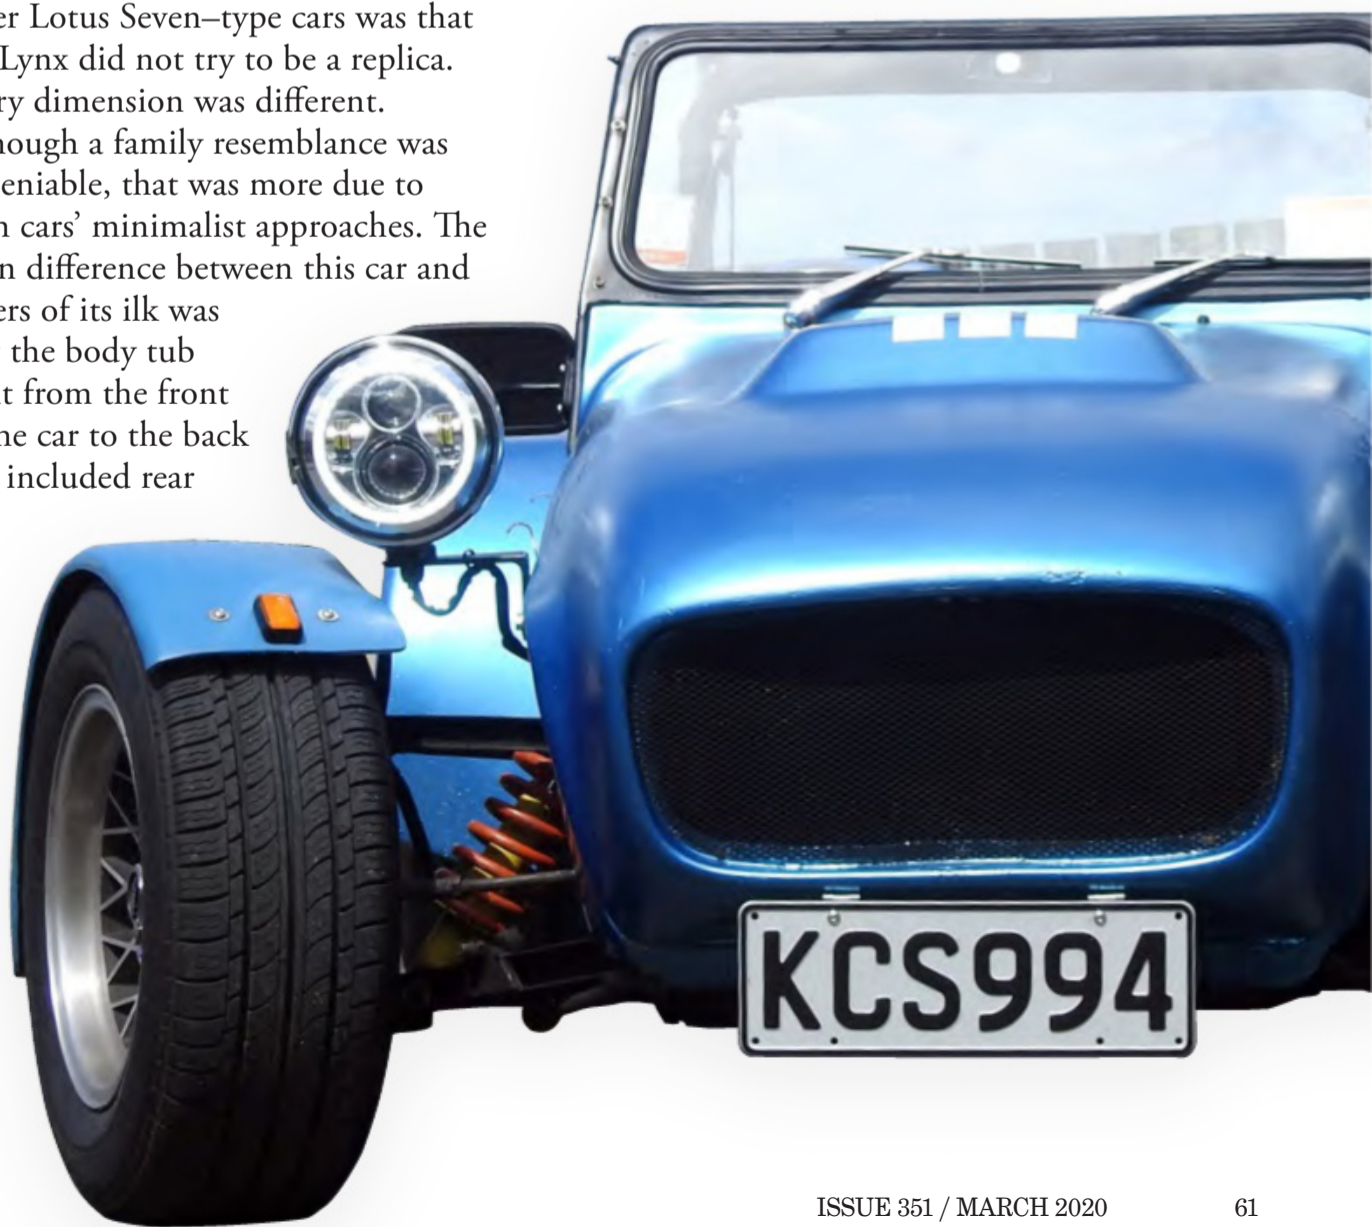 er Lotus Seven–type cars was that
Lynx did not try to be a replica.
ry dimension was different.
hough a family resemblance was
eniable, that was more due to
h cars’ minimalist approaches. The
n difference between this car and
ers of its ilk was
the body tub
t from the front
he car to the back
included rear
KCS994
ISSUE 351 / MARCH 2020 61